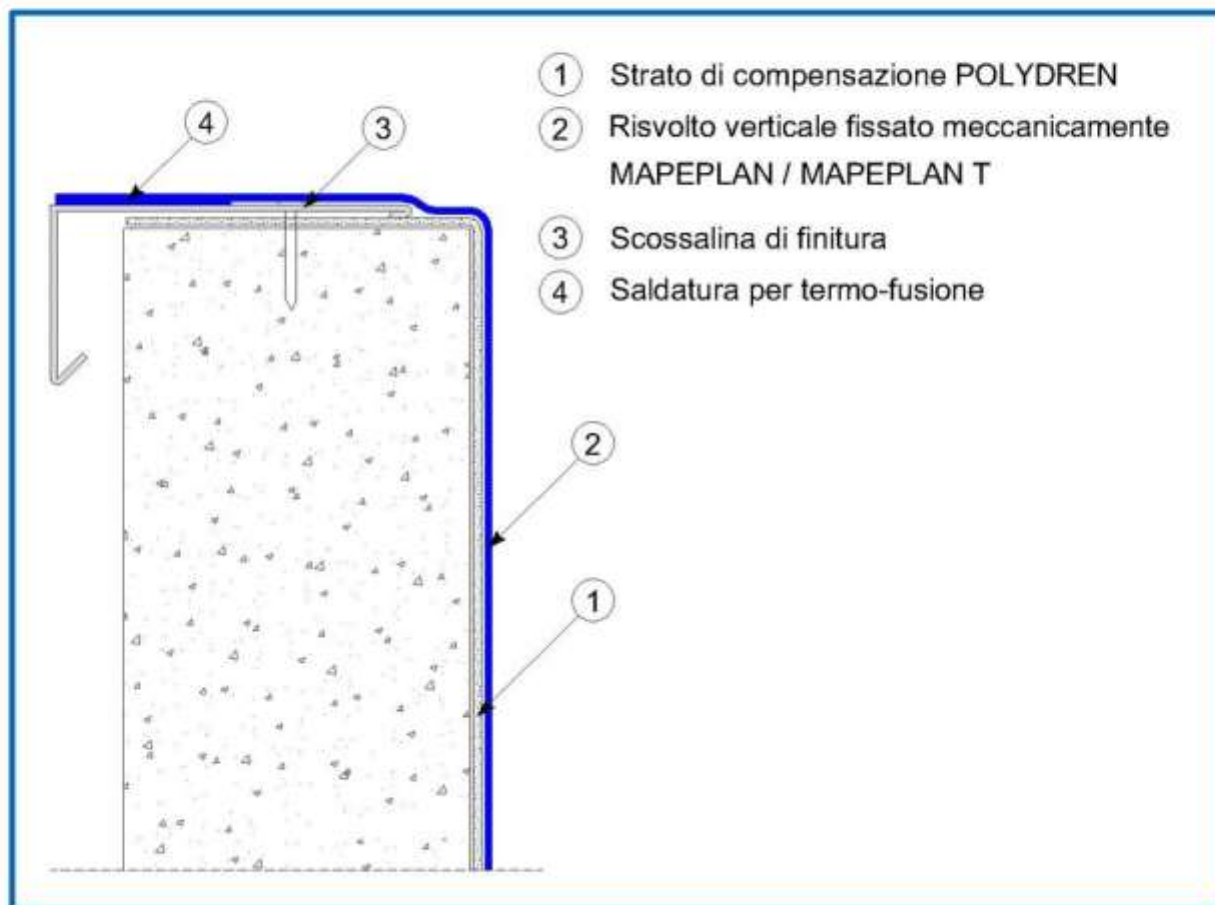 1 Strato di compensazione POLYDREN
2 Risvolto verticale fissato meccanicamente
MAPEPLAN / MAPEPLAN T
3 Scossalina di finitura
4 Saldatura per termo-fusione
4
3
2
1